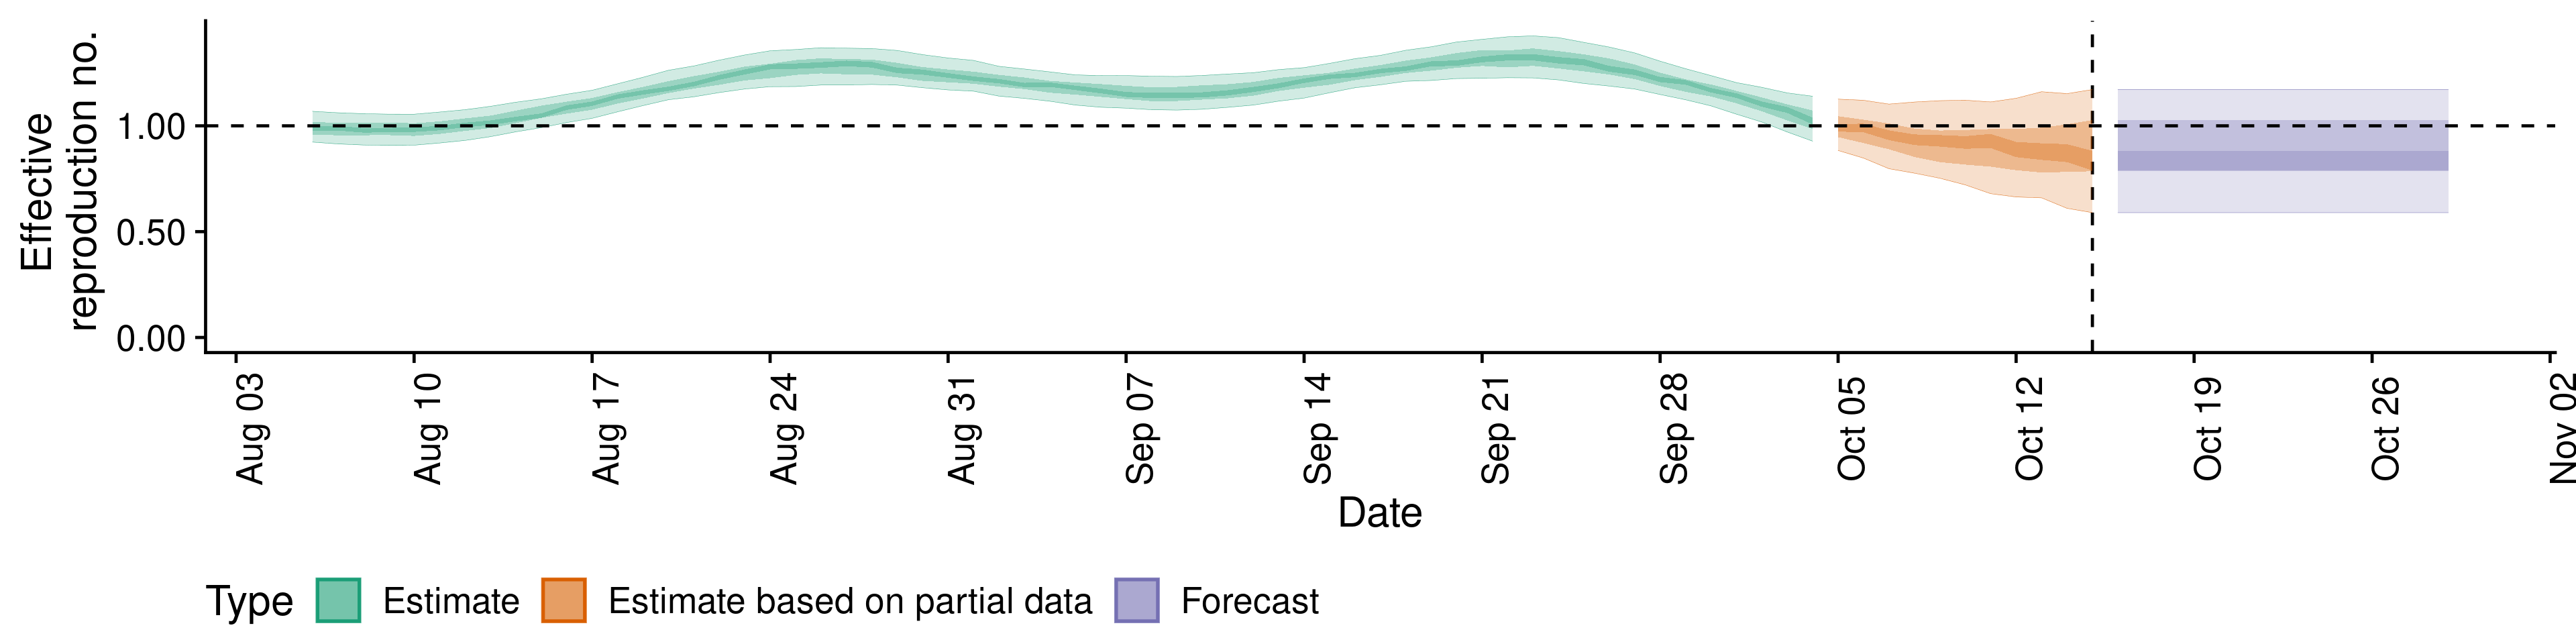 Effective
reproduction no.
1.00
0.50
0.00
Aug 03
Aug 10
Aug 17
Aug 24
Aug 31
Sep 07
Sep 14
Sep 21
Sep 28
Oct 05
Oct 12
Oct 19
Oct 26
Nov 02
Date
Type Estimate Estimate based on partial data Forecast